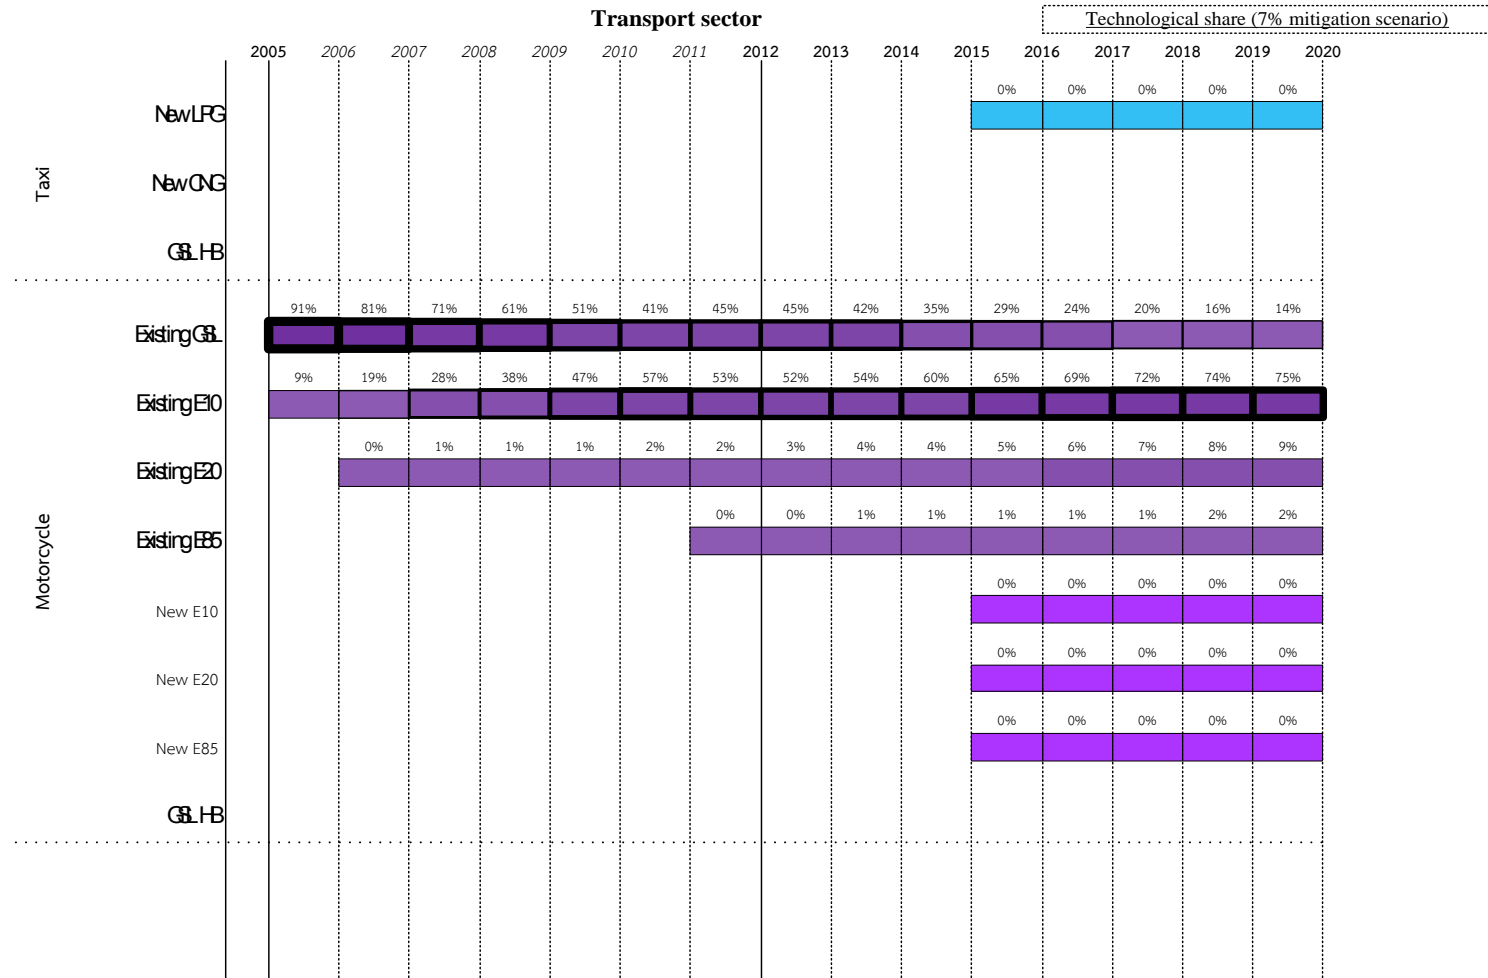 Transport sector
Technological share (7% mitigation scenario)
2005 2006 2007 2008 2009 2010 2011 2012 2013 2014 2015 2016 2017 2018 2019 2020
Taxi
0% 0% 0% 0% 0%
New LPG
New CNG
GSL HB
Motorcycle
91% 81% 71% 61% 51% 41% 45% 45% 42% 35% 29% 24% 20% 16% 14%
Existing GSL
9% 19% 28% 38% 47% 57% 53% 52% 54% 60% 65% 69% 72% 74% 75%
Existing E10
0% 1% 1% 1% 2% 2% 3% 4% 4% 5% 6% 7% 8% 9%
Existing E20
0% 0% 1% 1% 1% 1% 1% 2% 2%
Existing E85
0% 0% 0% 0% 0%
New E10
0% 0% 0% 0% 0%
New E20
0% 0% 0% 0% 0%
New E85
GSL HB